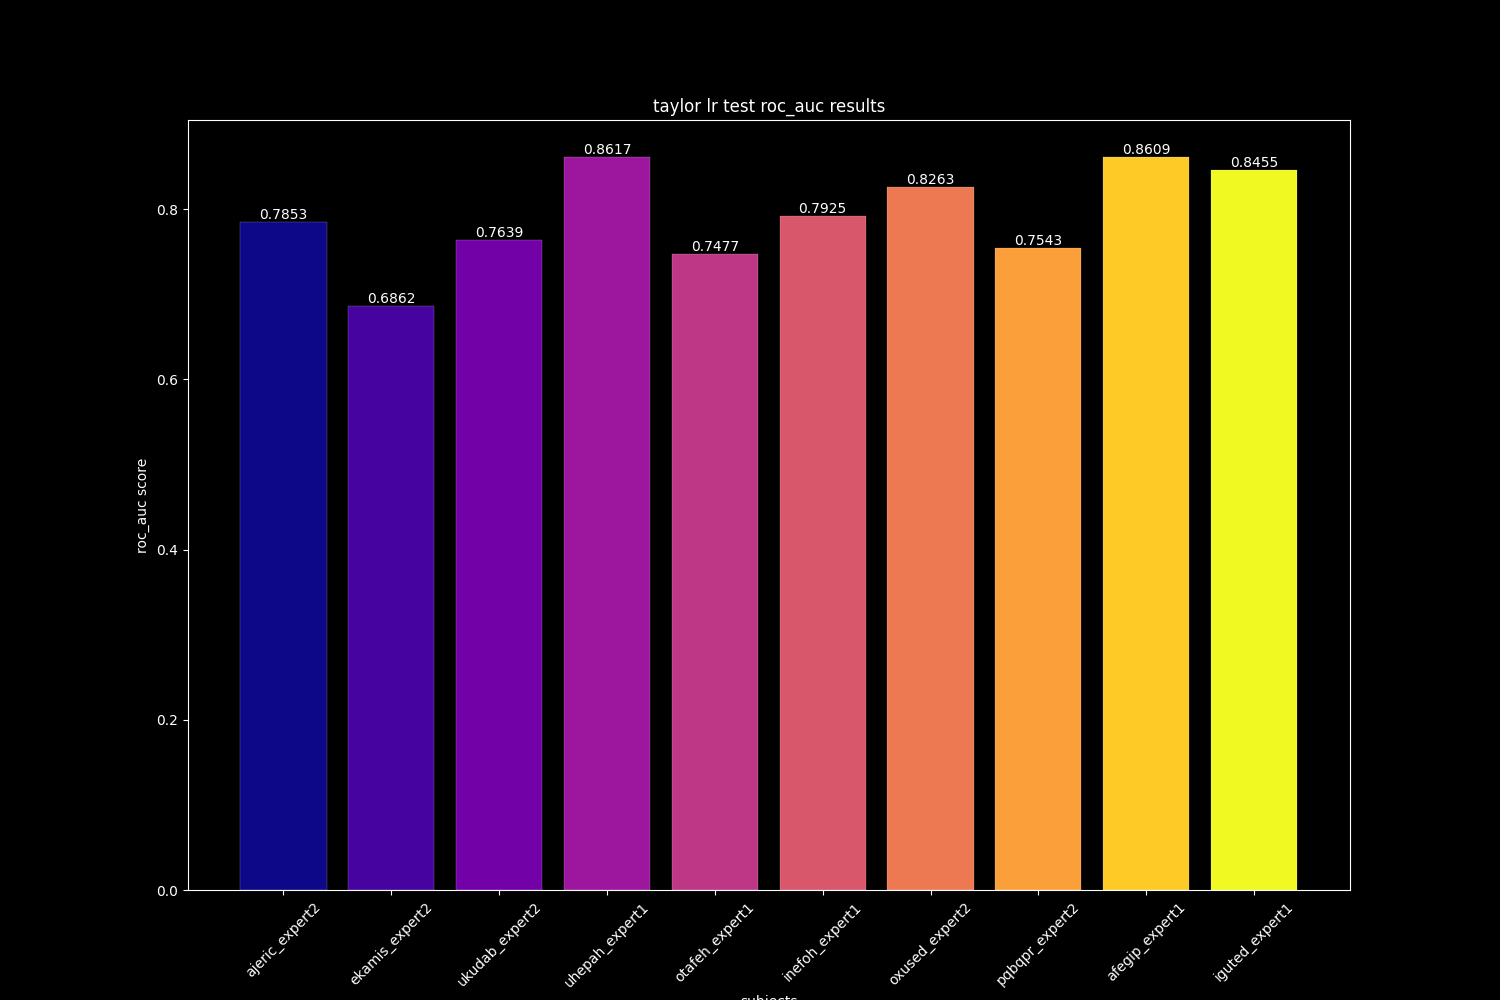 taylor lr test roc_auc results
0.8617
0.8609
0.8455
0.8263
0.7925
0.7853
0.7639
0.7543
0.7477
0.6862
0.8
0.6
0.4
0.2
0.0
roc_auc score
ajeric_expert2
ekamis_expert2
ukudab_expert2
uhepah_expert1
otafeh_expert1
inefoh_expert1
oxused_expert2
pqbqpr_expert2
afegip_expert1
iguted_expert1
subjects